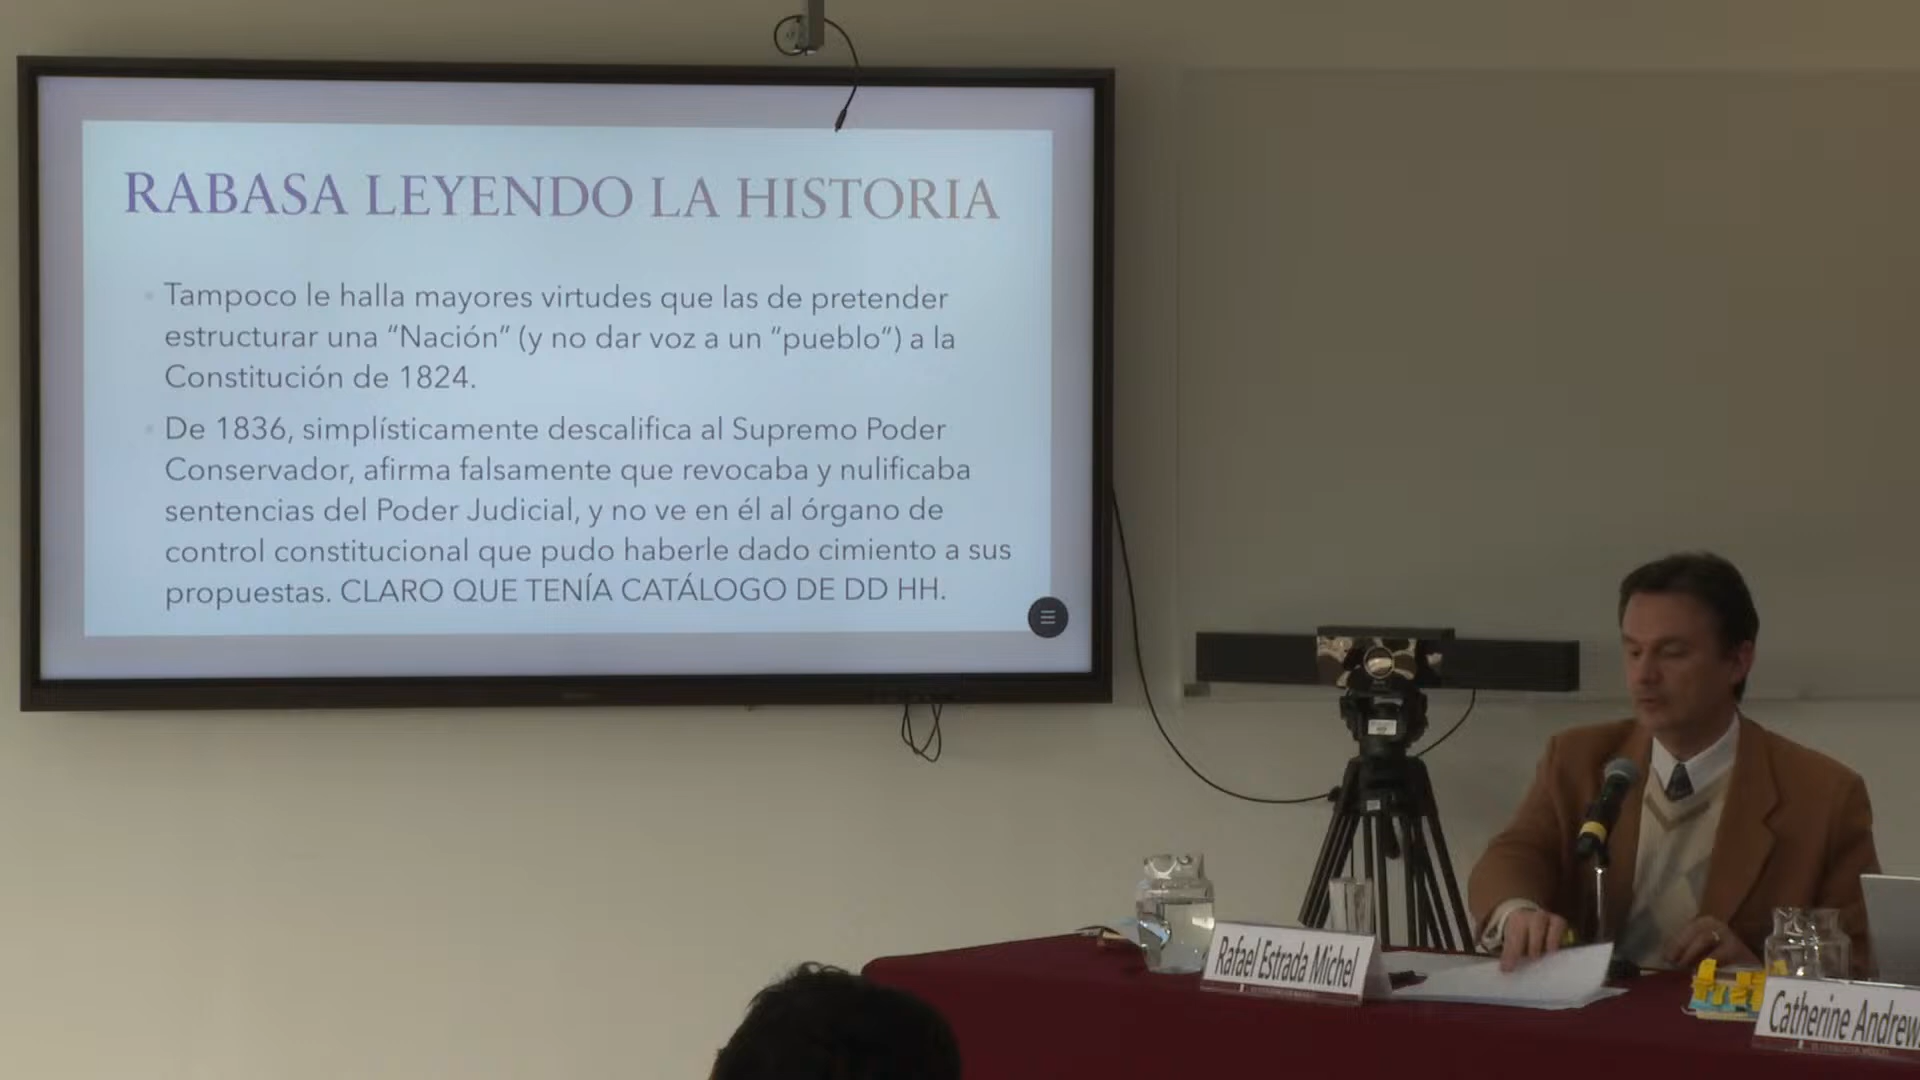 RABASA LEYENDO LA HISTORIA
Tampoco le halla mayores virtudes que las de pretender
estructurar una “Nación” (y no dar voz a un “pueblo”) a la
Constitución de 1824.
De 1836, simplísticamente descalifica al Supremo Poder
Conservador, afirma falsamente que revocaba y nulificaba
sentencias del Poder Judicial, y no ve en él al órgano de
control constitucional que pudo haberle dado cimiento a sus
propuestas. CLARO QUE TENÍA CATÁLOGO DE DD HH.
Rafael Estrada Michel
Catherine Andrew